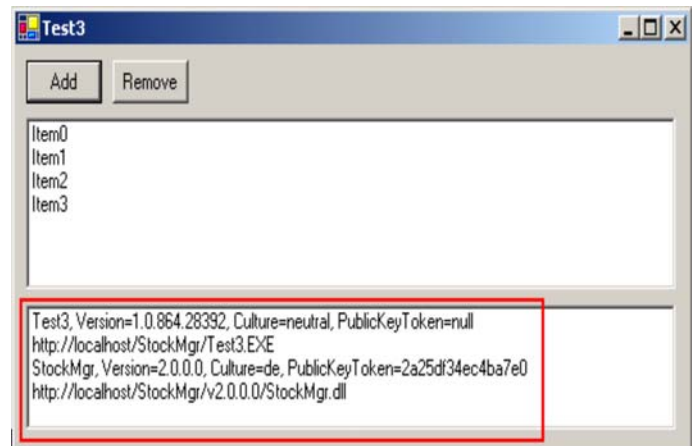 Test3
Add Remove
Item0
Item1
Item2
Item3
Test3, Version=1.0.864.28392, Culture=neutral, PublicKeyToken=null
http://localhost/StockMgr/Test3.EXE
StockMgr, Version=2.0.0.0, Culture=de, PublicKeyToken=2a25df34ec4ba7e0
http://localhost/StockMgr/v2.0.0.0/StockMgr.dll